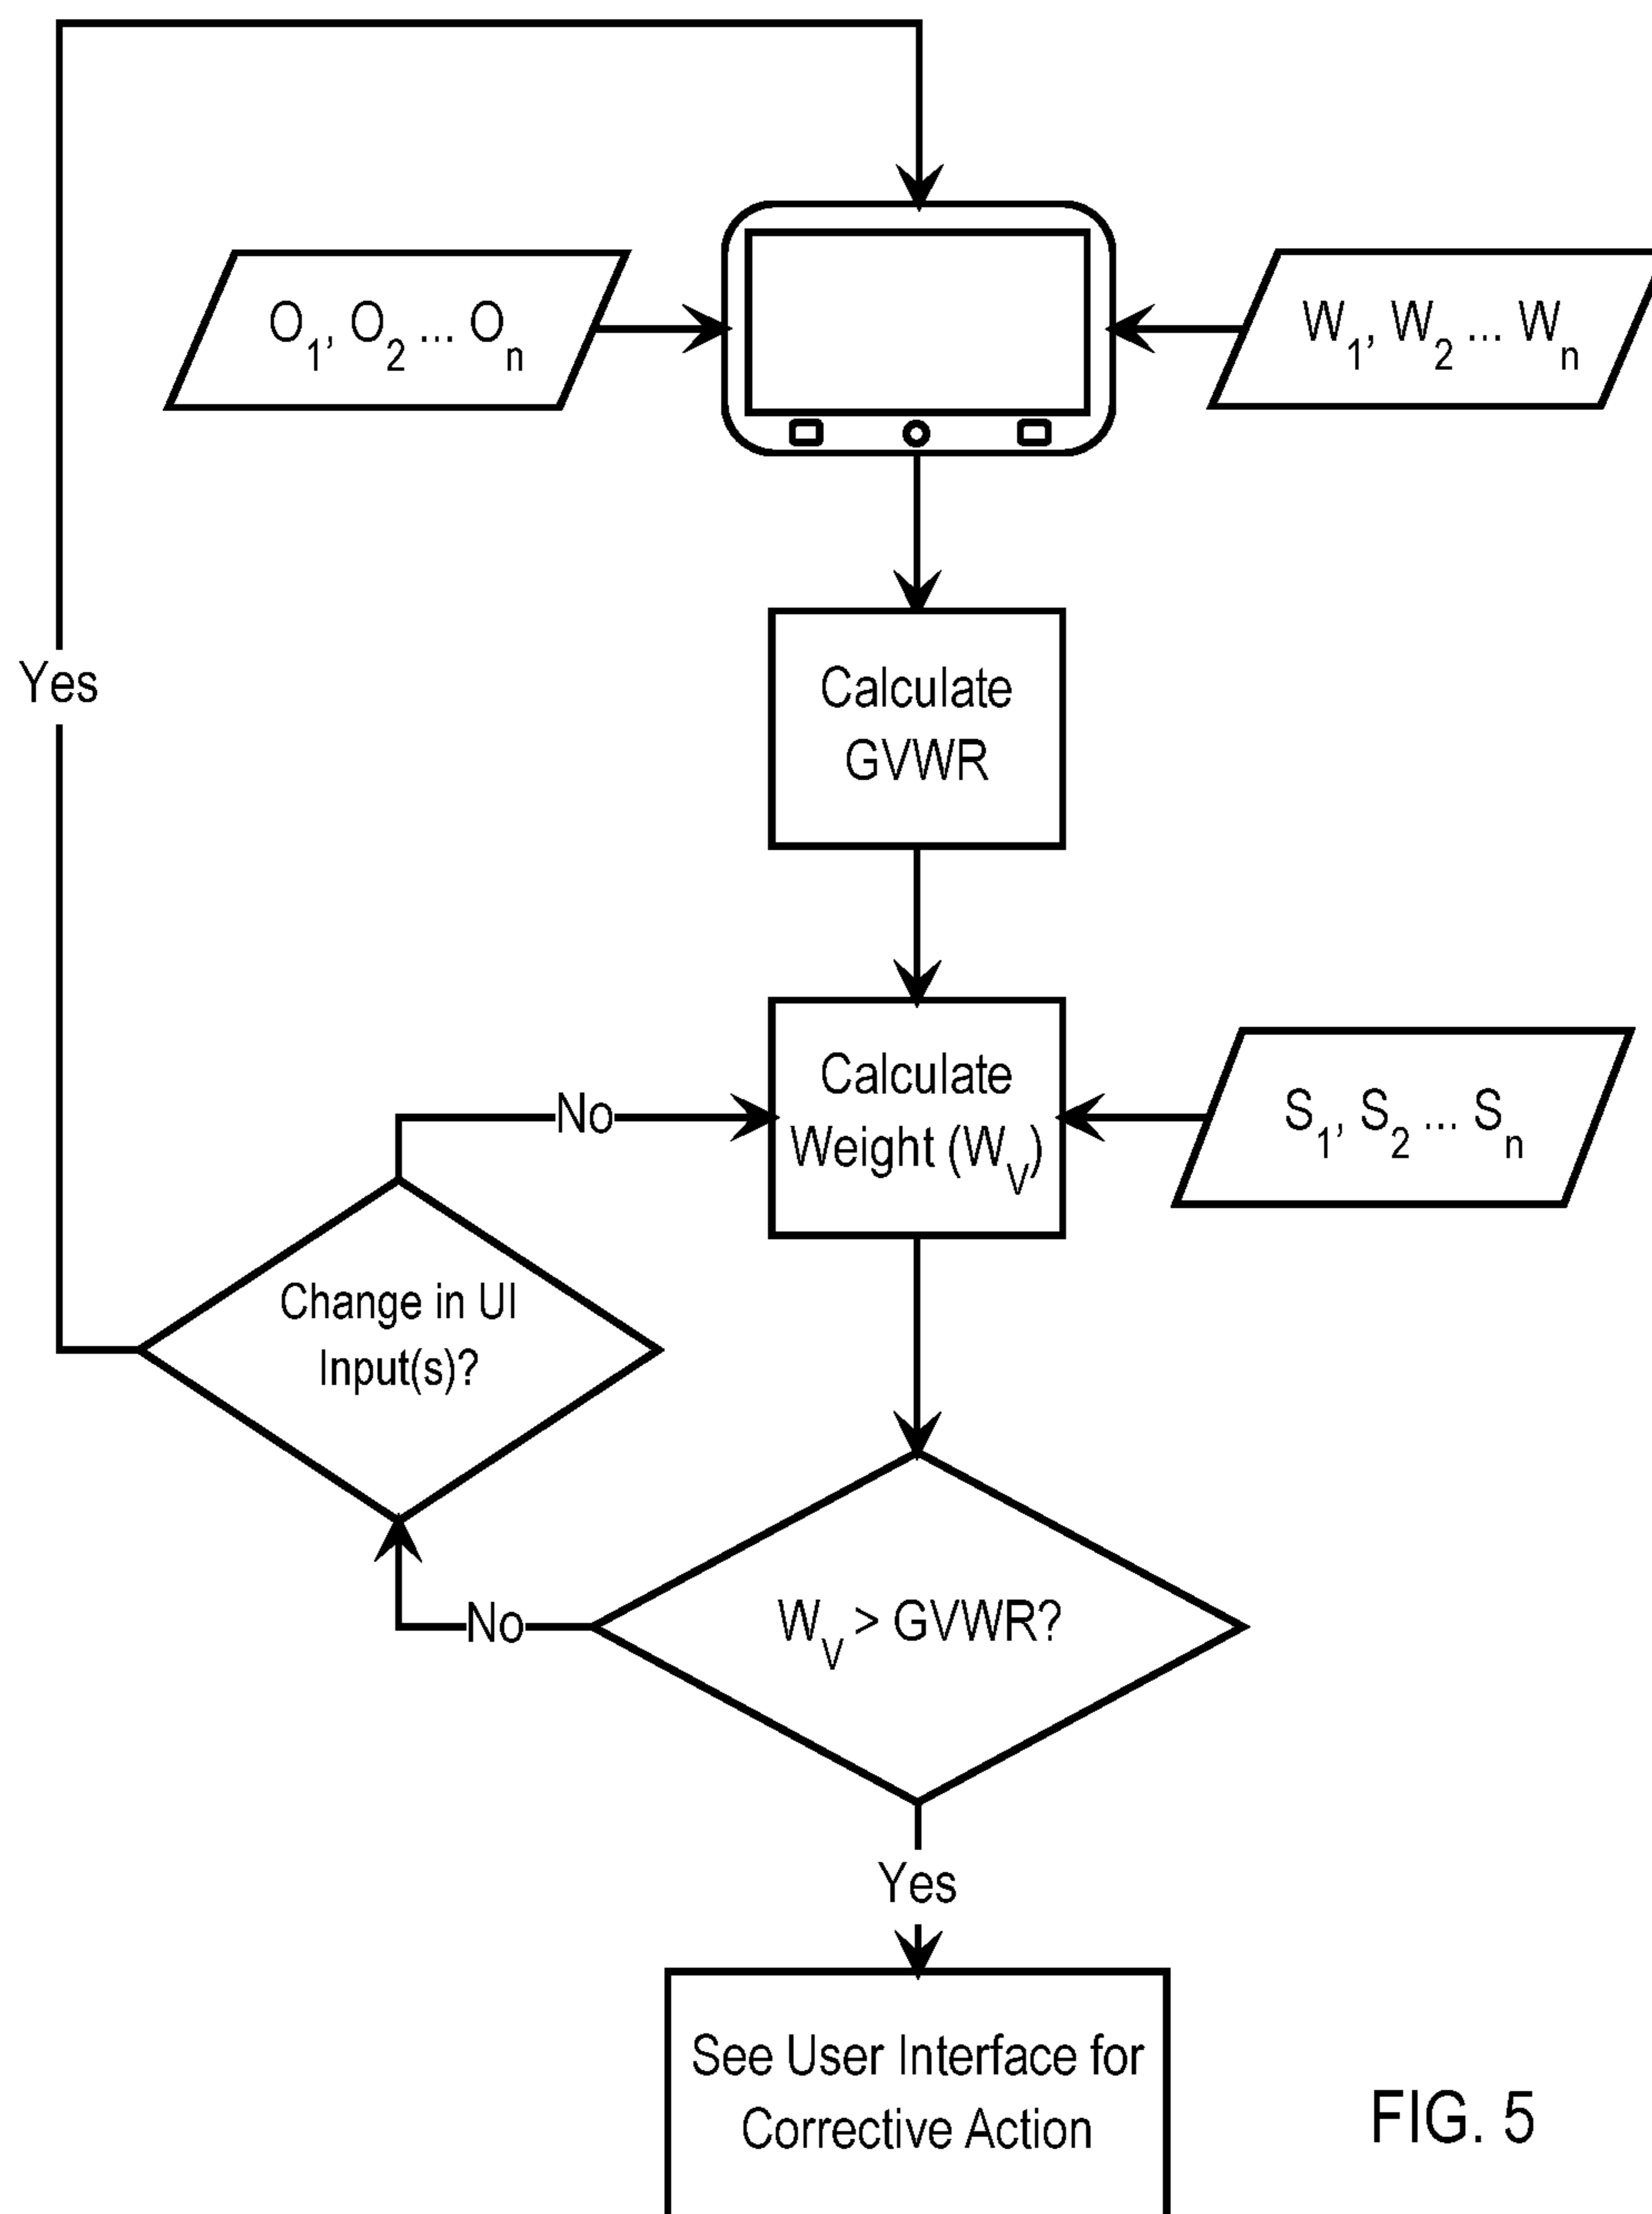 O1, O2 ... On
W1, W2 ... Wn
Yes
Calculate
GVWR
Calculate
Weight (WV)
No
S1, S2 ... Sn
Change in UI
Input(s)?
No
WV > GVWR?
Yes
See User Interface for
Corrective Action
FIG. 5